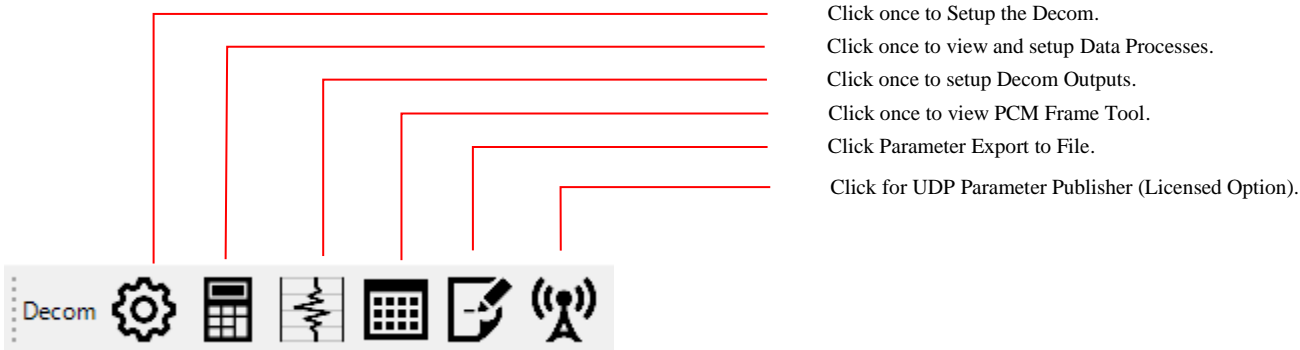 Click once to Setup the Decom.
Click once to view and setup Data Processes.
Click once to setup Decom Outputs.
Click once to view PCM Frame Tool.
Click Parameter Export to File.
Click for UDP Parameter Publisher (Licensed Option).
Decom